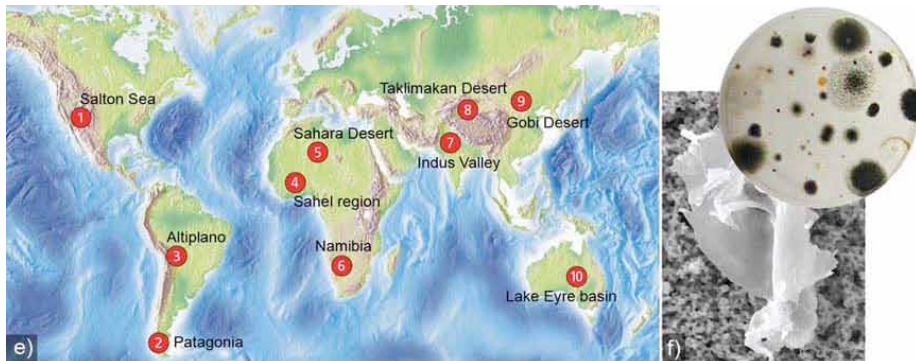 Salton Sea
1
Taklimakan Desert
8
9
Gobi Desert
Sahara Desert
5
7
Indus Valley
4
Sahel region
Altiplano
3
Namibia
6
10
Lake Eyre basin
2
Patagonia
e)
f)